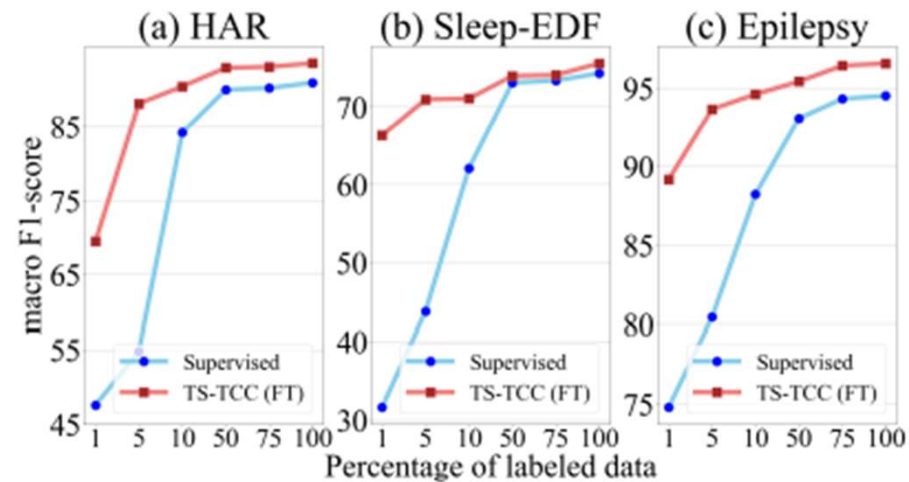 (a) HAR (b) Sleep-EDF (c) Epilepsy
macro F1-score
85
75
65
55
45
Supervised
TS-TCC (FT)
1 5 10 50 75 100
70
60
50
40
30
Supervised
TS-TCC (FT)
1 5 10 50 75 100
95
90
85
80
75
Supervised
TS-TCC (FT)
1 5 10 50 75 100
Percentage of labeled data